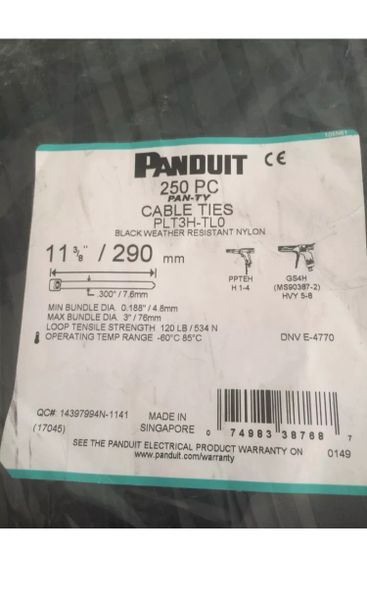 PANDUIT CE
250 PC
PAN-TY
CABLE TIES
PLT3H-TL0
BLACK WEATHER RESISTANT NYLON
11 3/8" / 290 mm
.300" / 7.6mm
PPTEH
H 1-4
GS4H
(MS90387-2)
HVY 5-8
MIN BUNDLE DIA 0.188" / 4.8mm
MAX BUNDLE DIA 3" / 76mm
LOOP TENSILE STRENGTH 120 LB / 534 N
OPERATING TEMP RANGE -60°C 85°C
DNV E-4770
QC#: 14397994N-1141
(17045)
MADE IN
SINGAPORE
0 74983 38768 7
SEE THE PANDUIT ELECTRICAL PRODUCT WARRANTY ON
www.panduit.com/warranty
0149